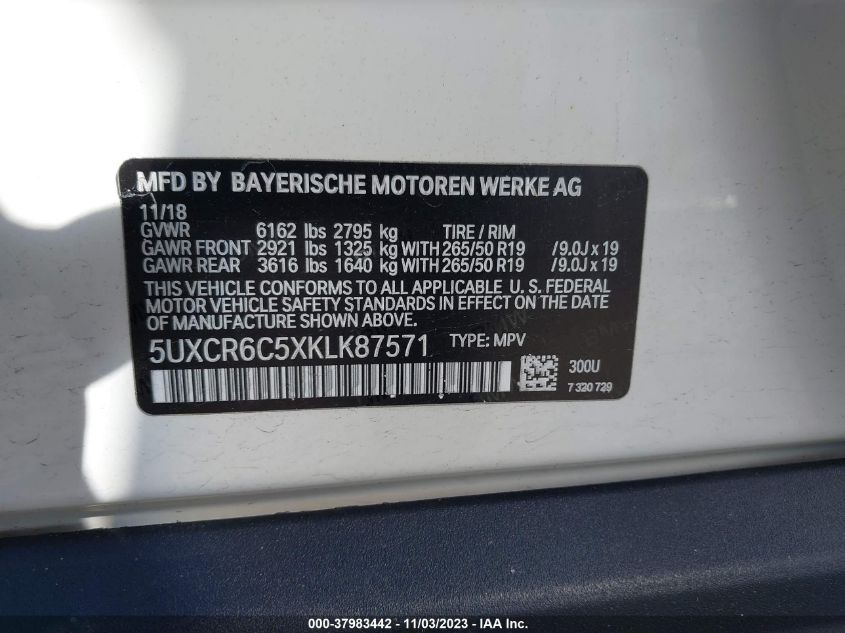 MFD BY BAYERISCHE MOTOREN WERKE AG
11/18
GVWR 6162 lbs 2795 kg TIRE / RIM
GAWR FRONT 2921 lbs 1325 kg WITH 265/50 R19 /9.0J x 19
GAWR REAR 3616 lbs 1640 kg WITH 265/50 R19 /9.0J x 19
THIS VEHICLE CONFORMS TO ALL APPLICABLE U. S. FEDERAL
MOTOR VEHICLE SAFETY STANDARDS IN EFFECT ON THE DATE
OF MANUFACTURE SHOWN ABOVE.
5UXCR6C5XKLK87571 TYPE: MPV
300U
7 320 729
000-37983442 - 11/03/2023 - IAAI Inc.